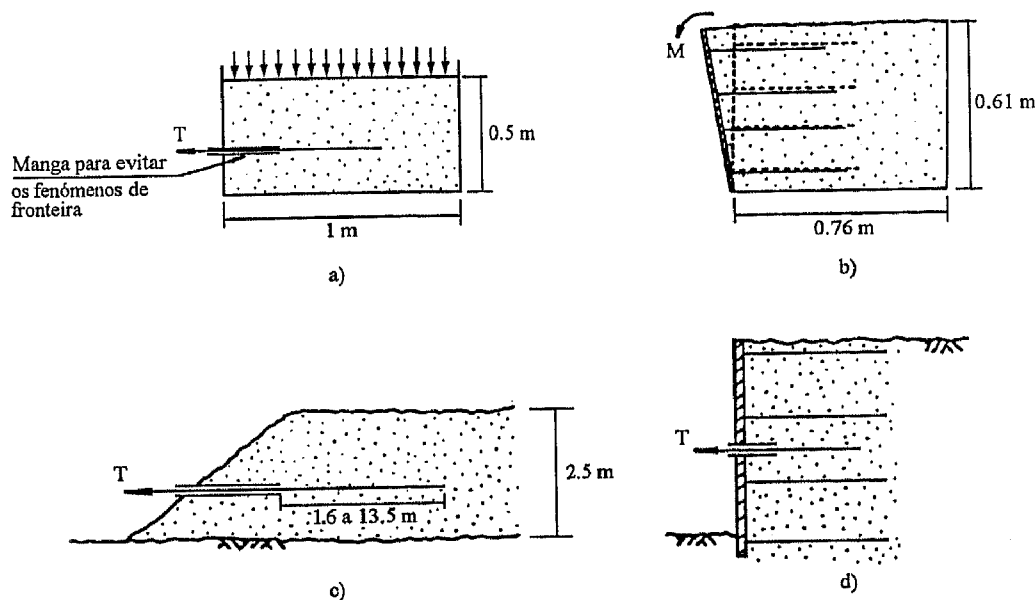 T
Manga para evitar
os fenómenos de
fronteira
0.5 m
1 m
a)
M
0.61 m
0.76 m
b)
T
1.6 a 13.5 m
2.5 m
c)
T
d)